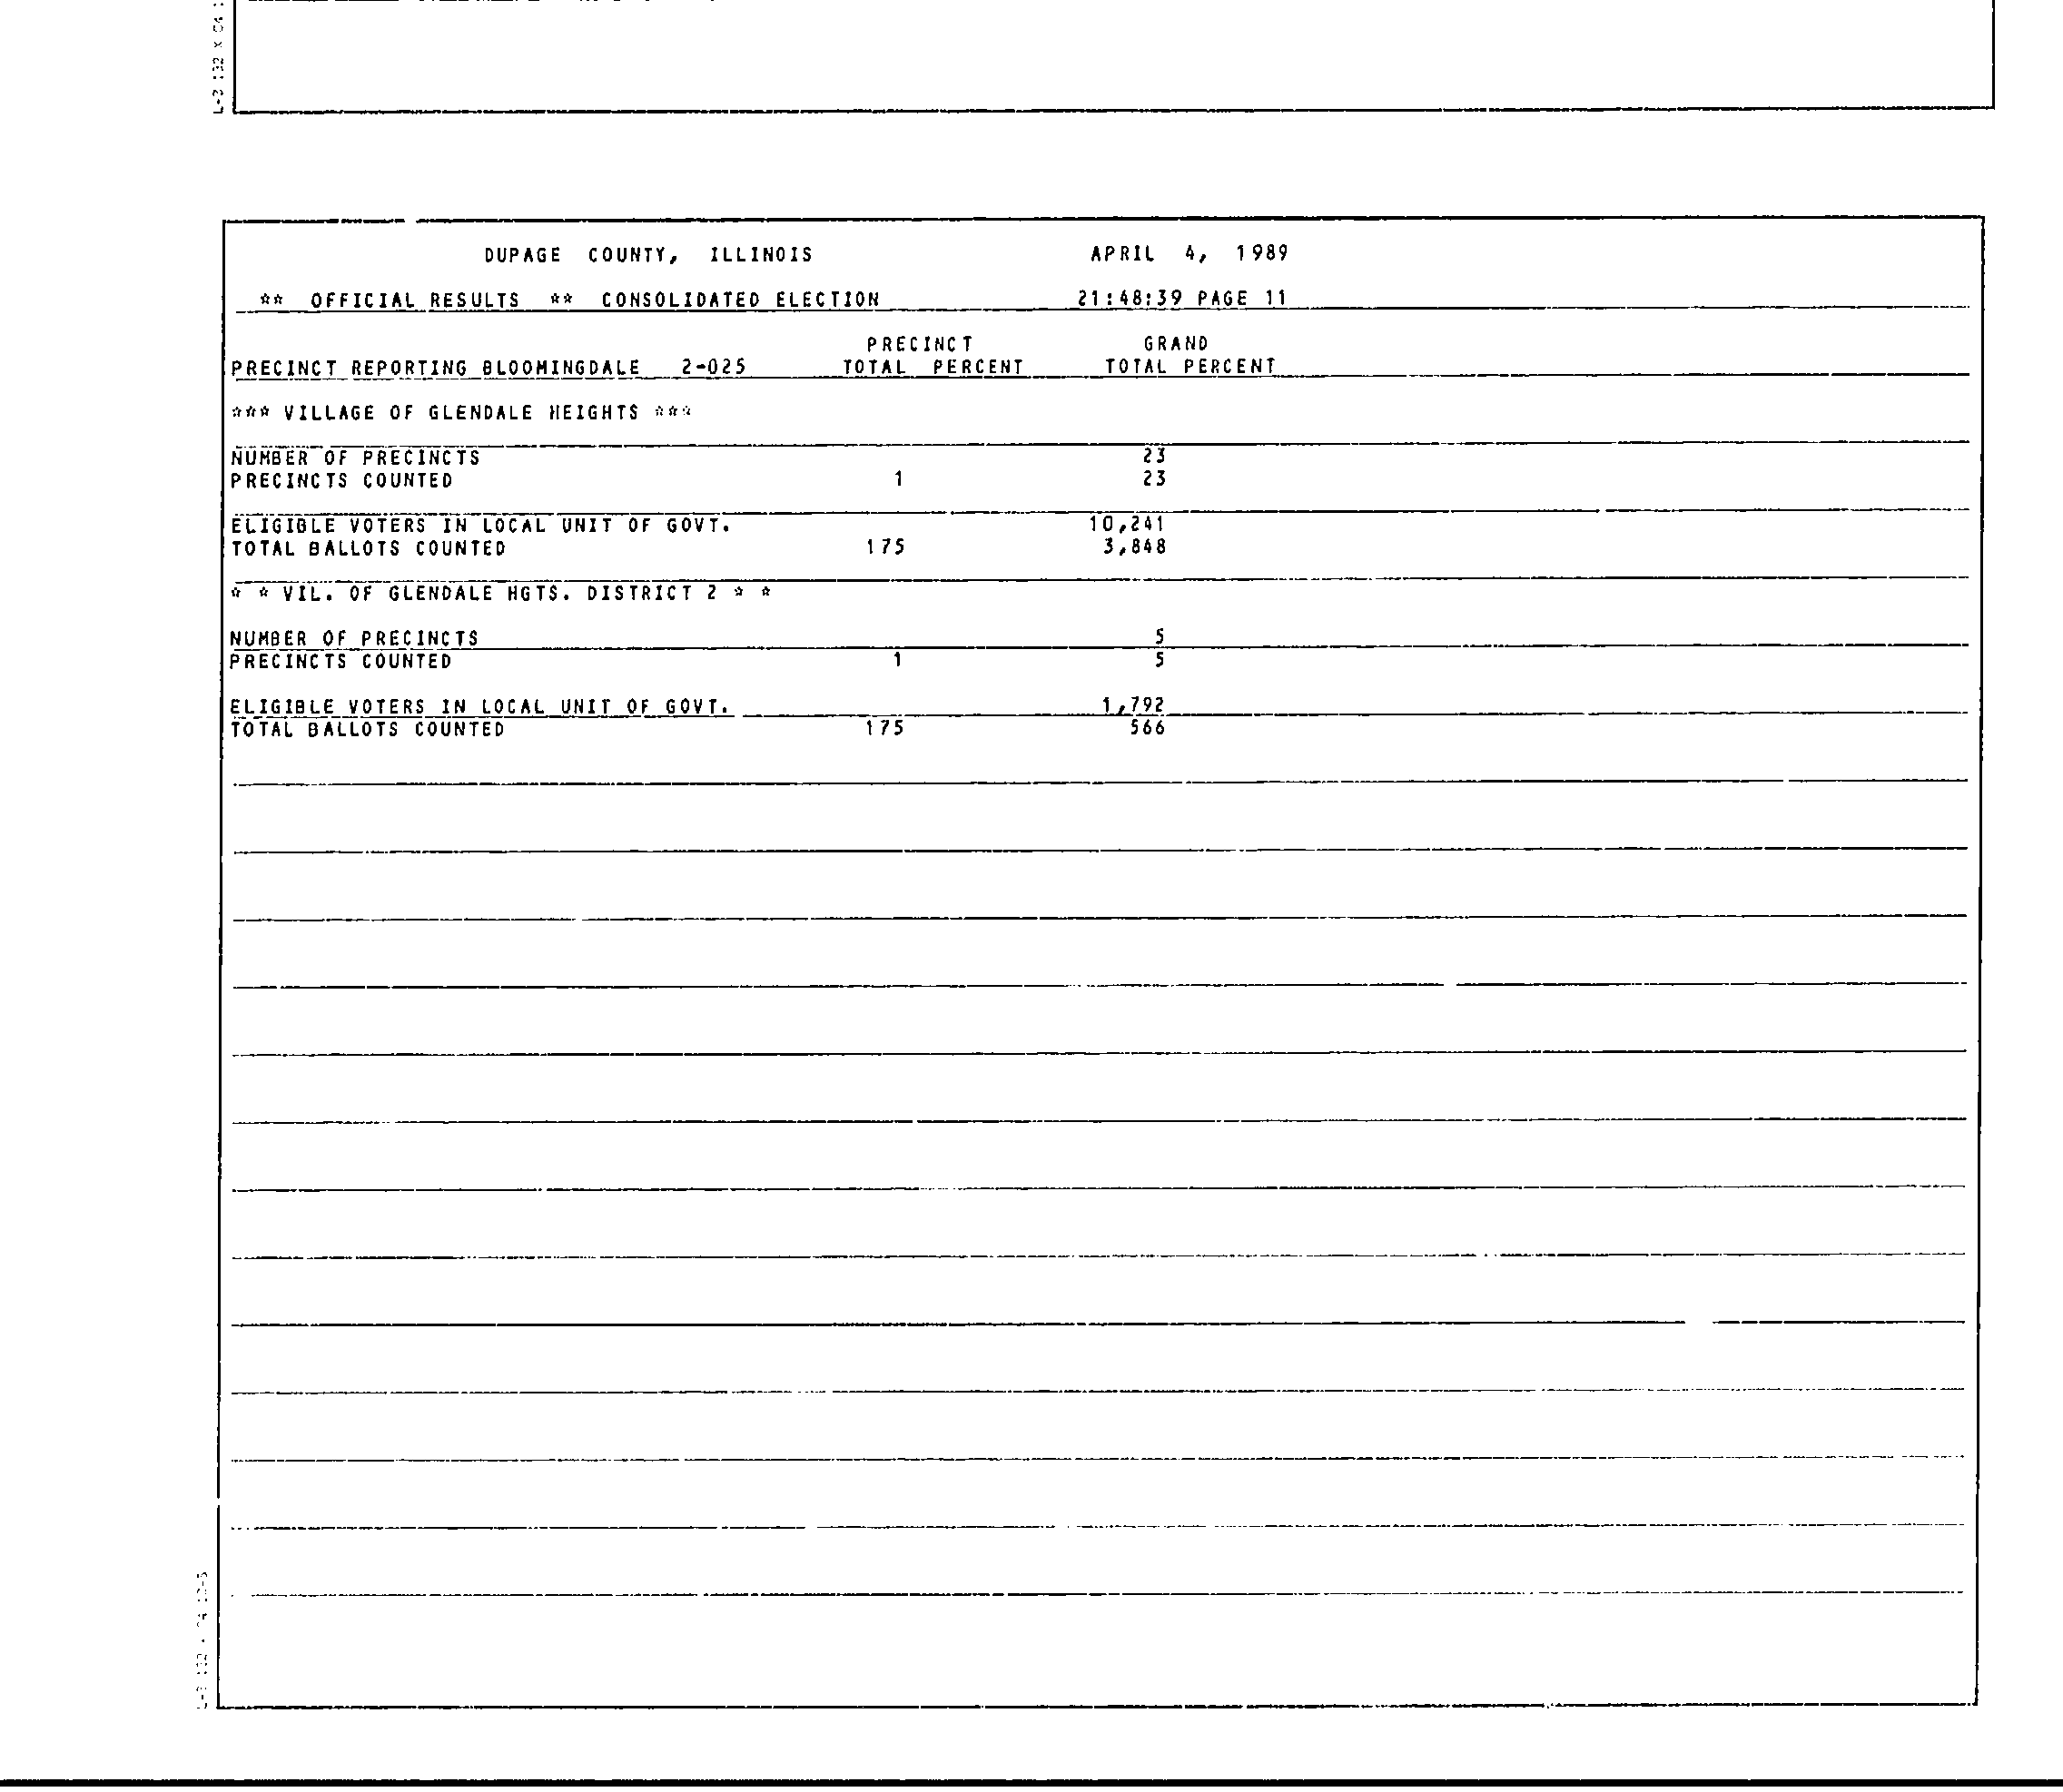 DUPAGE COUNTY, ILLINOIS APRIL 4, 1989
** OFFICIAL RESULTS ** CONSOLIDATED ELECTION 21:48:39 PAGE 11
PRECINCT GRAND
PRECINCT REPORTING BLOOMINGDALE 2-025 TOTAL PERCENT TOTAL PERCENT
*** VILLAGE OF GLENDALE HEIGHTS ***
NUMBER OF PRECINCTS 23
PRECINCTS COUNTED 1 23
ELIGIBLE VOTERS IN LOCAL UNIT OF GOVT. 10,241
TOTAL BALLOTS COUNTED 175 3,848
* * VIL. OF GLENDALE HGTS. DISTRICT 2 * *
NUMBER OF PRECINCTS 5
PRECINCTS COUNTED 1 5
ELIGIBLE VOTERS IN LOCAL UNIT OF GOVT. 1,792
TOTAL BALLOTS COUNTED 175 566